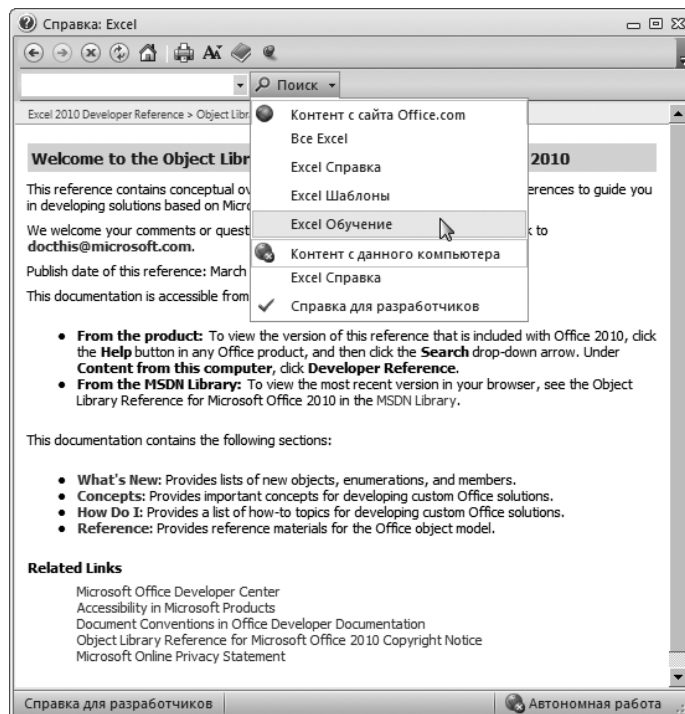 Справка: Excel
Поиск
Excel 2010 Developer Reference > Object Libr
Контент с сайта Office.com
Все Excel
Excel Справка
Excel Шаблоны
Excel Обучение
Контент с данного компьютера
Excel Справка
Справка для разработчиков
Welcome to the Object Libr 2010
This reference contains conceptual ov erences to guide you
in developing solutions based on Micro
We welcome your comments or quest k to
docthis@microsoft.com.
Publish date of this reference: March
This documentation is accessible from
• From the product: To view the version of this reference that is included with Office 2010, click
the Help button in any Office product, and then click the Search drop-down arrow. Under
Content from this computer, click Developer Reference.
• From the MSDN Library: To view the most recent version in your browser, see the Object
Library Reference for Microsoft Office 2010 in the MSDN Library.
This documentation contains the following sections:
• What's New: Provides lists of new objects, enumerations, and members.
• Concepts: Provides important concepts for developing custom Office solutions.
• How Do I: Provides a list of how-to topics for developing custom Office solutions.
• Reference: Provides reference materials for the Office object model.
Related Links
Microsoft Office Developer Center
Accessibility in Microsoft Products
Document Conventions in Office Developer Documentation
Object Library Reference for Microsoft Office 2010 Copyright Notice
Microsoft Online Privacy Statement
Справка для разработчиков
Автономная работа